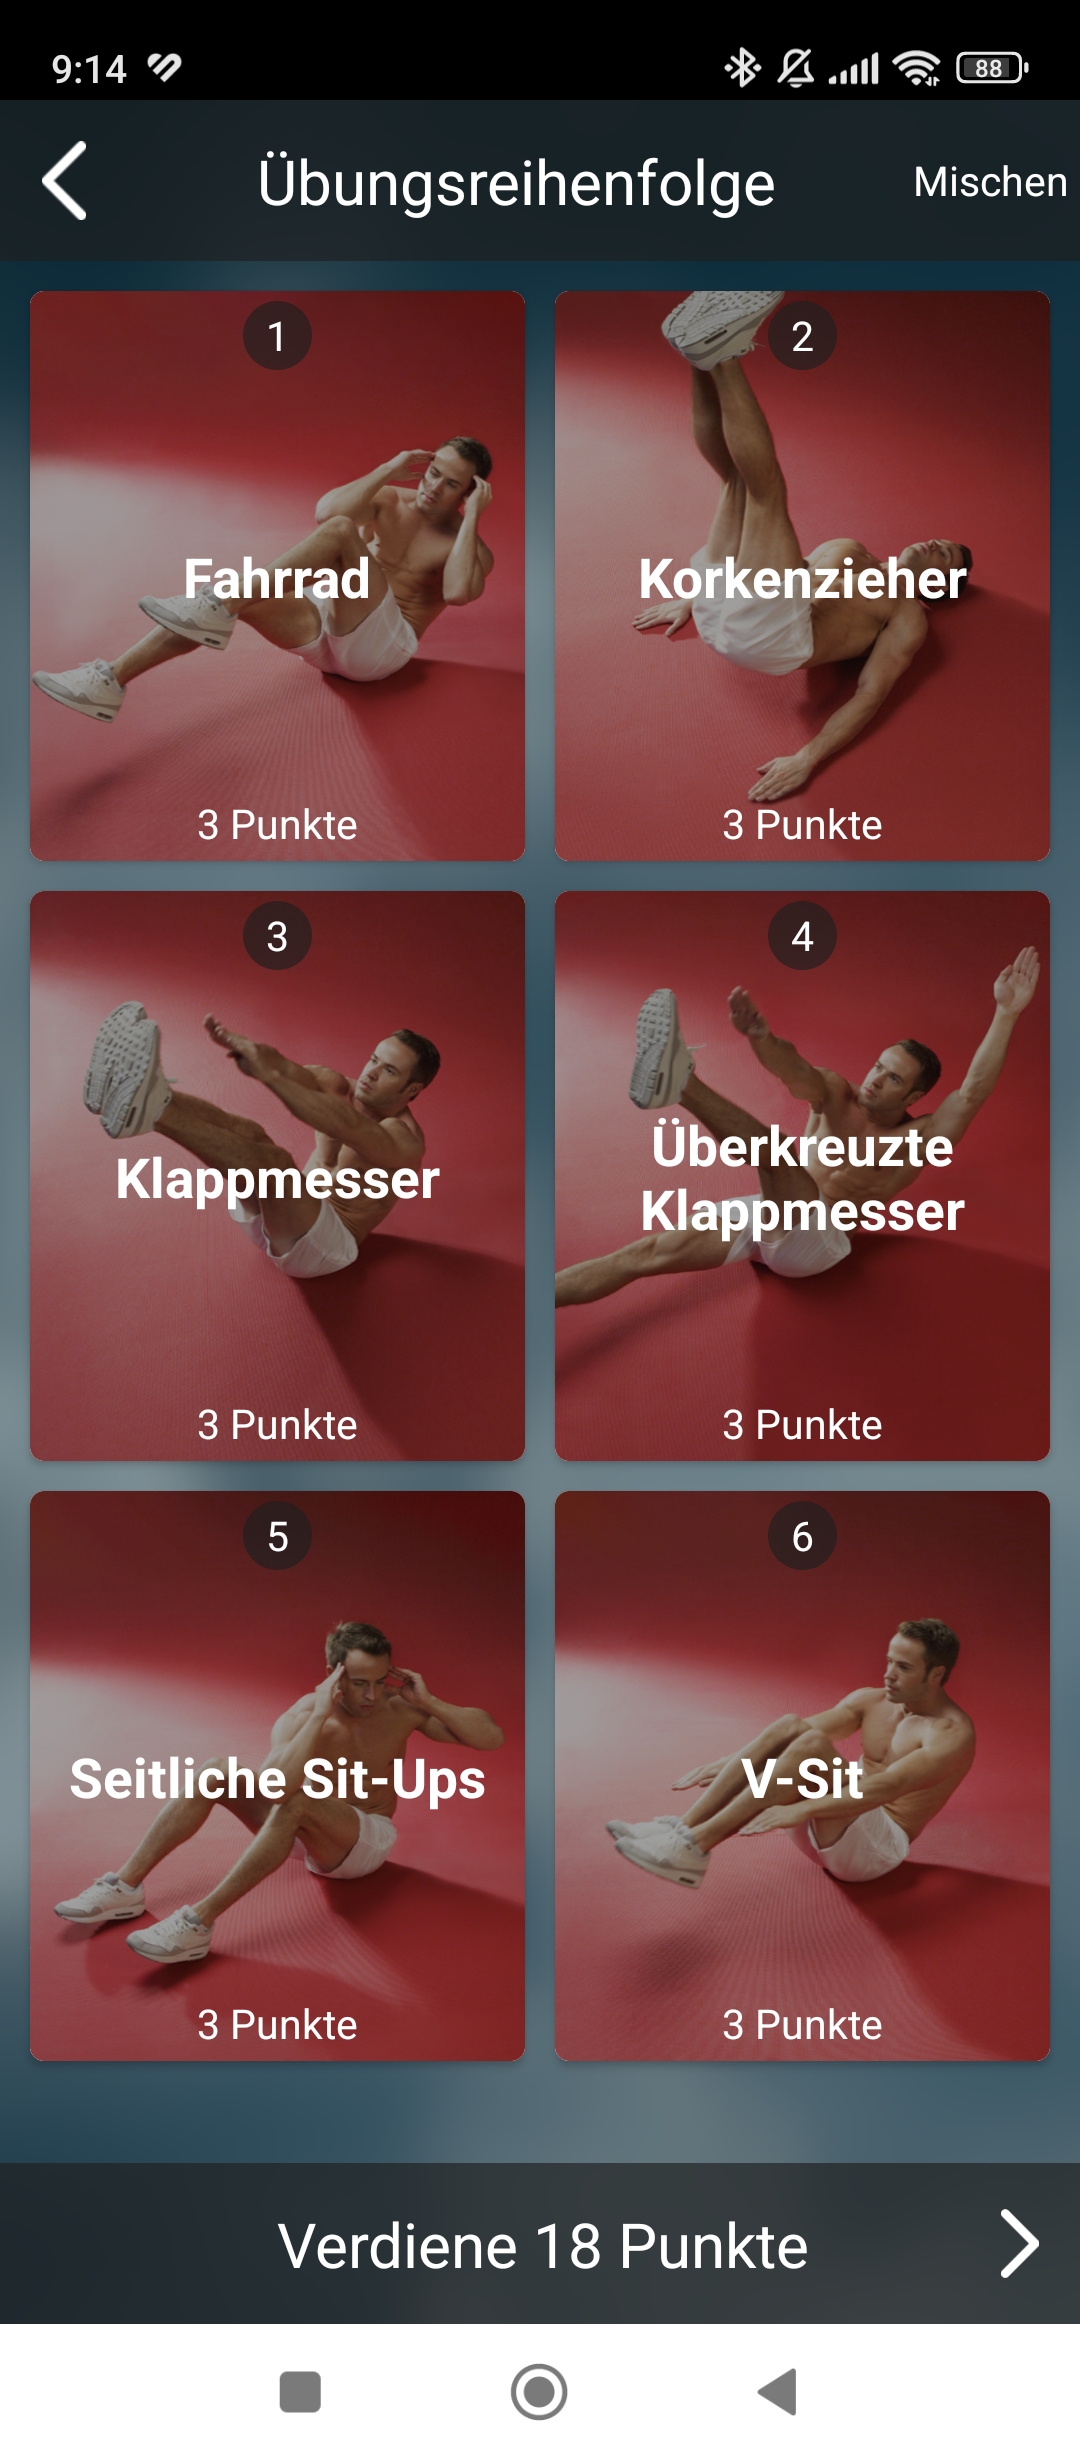 9:14
88
Übungsreihenfolge
Mischen
1
Fahrrad
3 Punkte
2
Korkenzieher
3 Punkte
3
Klappmesser
3 Punkte
4
Überkreuzte
Klappmesser
3 Punkte
5
Seitliche Sit-Ups
3 Punkte
6
V-Sit
3 Punkte
Verdiene 18 Punkte